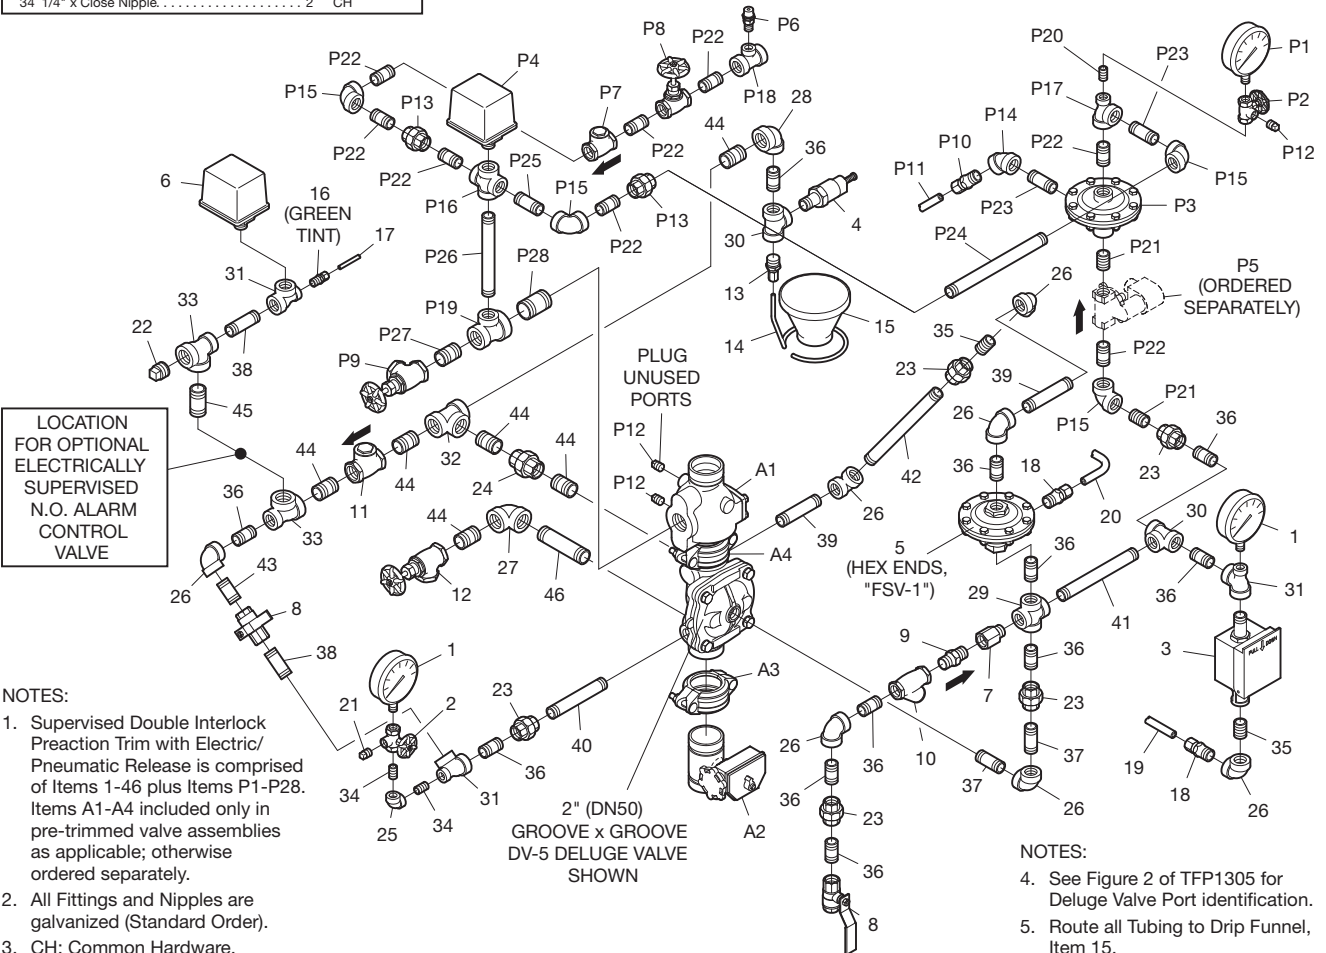 34 1/4" x Close Nipple. . . . . . . . . . . . . . . . . . . 2 CH
P6
P8
P22
P20
P1
P22
P4
P23
P15
P13
P7
P18
28
P17
P2
44
P14
P22
P10
P12
P22
P25
P22
36
P11
P15
6
P22
P15
16
(GREEN
TINT)
P16
P13
4
P23
P3
17
P22
30
P24
P21
31
P26
P28
26
P5
(ORDERED
SEPARATELY)
33
P19
13
22
P27
14
15
35
38
P9
PLUG
UNUSED
PORTS
23
39
P22
45
26
P15
P21
LOCATION
FOR OPTIONAL
ELECTRICALLY
SUPERVISED
N.O. ALARM
CONTROL
VALVE
44
44
44
P12
42
36
32
A1
36
23
44
24
P12
18
11
36
44
26
20
30
1
33
39
5
(HEX ENDS,
"FSV-1")
A4
36
43
12
27
46
29
36
31
26
8
41
9
1
38
A3
7
36
3
NOTES:
23
21
2
23
1. Supervised Double Interlock
Preaction Trim with Electric/
Pneumatic Release is comprised
of Items 1-46 plus Items P1-P28.
Items A1-A4 included only in
pre-trimmed valve assemblies
as applicable; otherwise
ordered separately.
40
26
36
10
37
19
35
36
37
34
31
36
18
26
26
25
34
2" (DN50)
GROOVE x GROOVE
DV-5 DELUGE VALVE
SHOWN
A2
23
36
8
2. All Fittings and Nipples are
galvanized (Standard Order).
3. CH: Common Hardware.
NOTES:
4. See Figure 2 of TFP1305 for
Deluge Valve Port identification.
5. Route all Tubing to Drip Funnel,
Item 15.